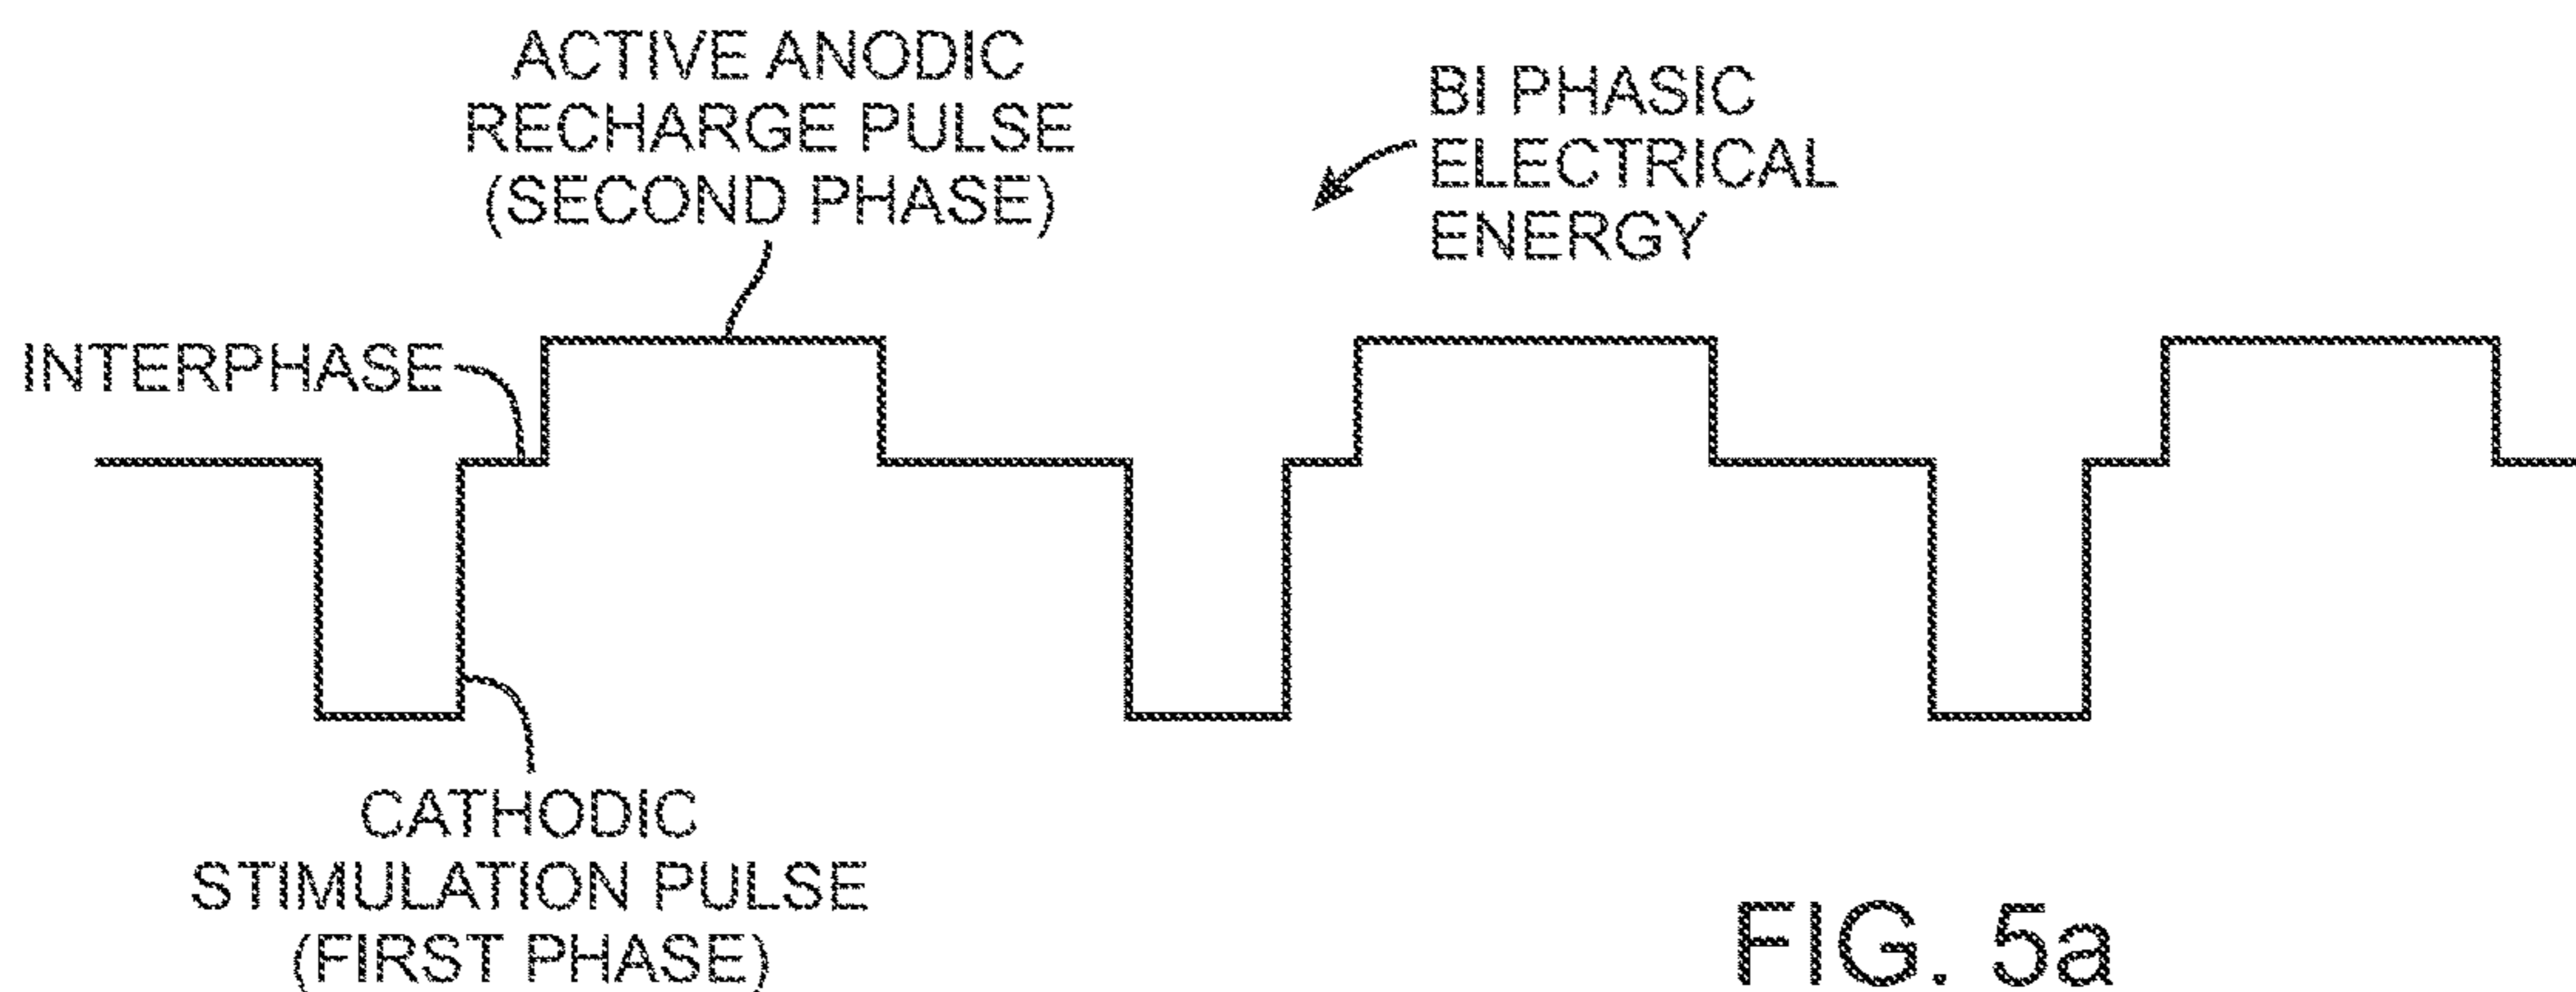 ACTIVE ANODIC
RECHARGE PULSE
(SECOND PHASE)
BI PHASIC
ELECTRICAL
ENERGY
INTERPHASE
CATHODIC
STIMULATION PULSE
(FIRST PHASE)
FIG. 5a